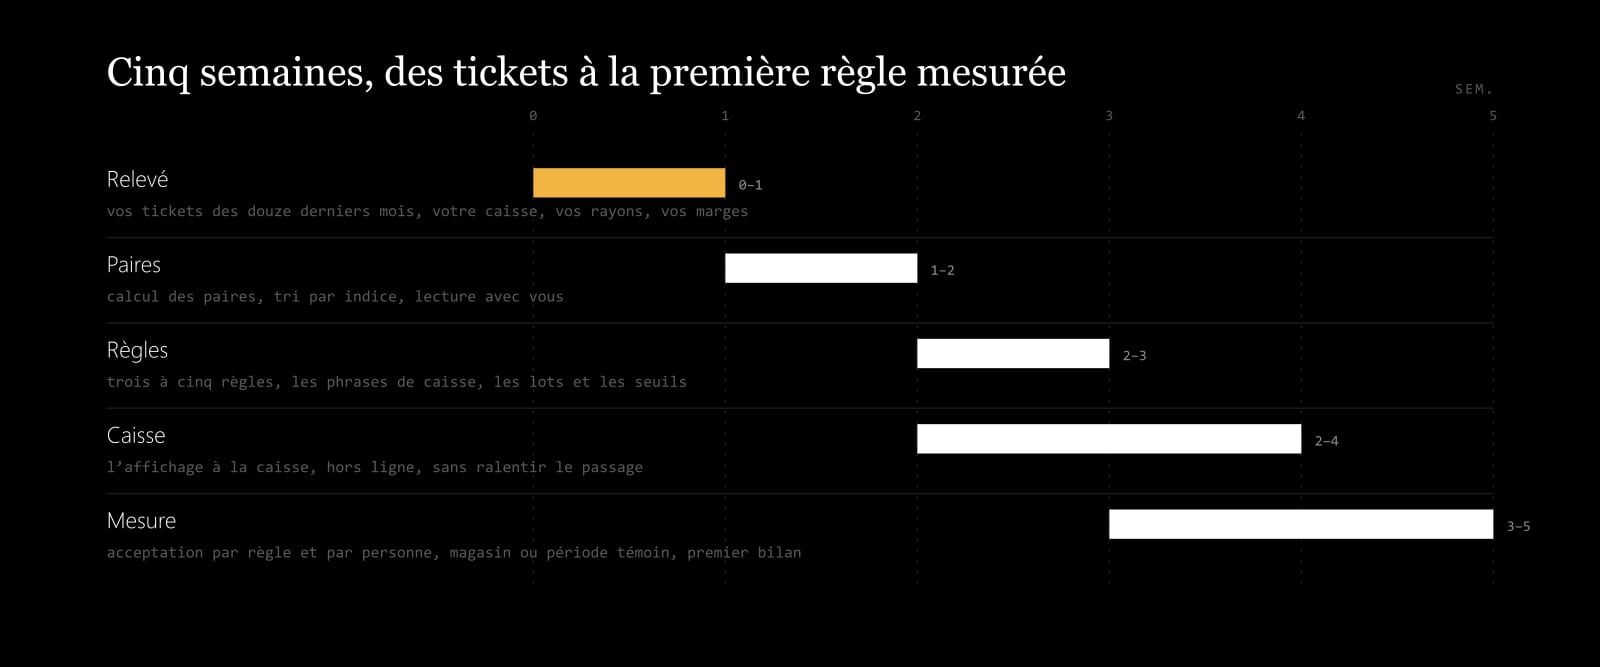 Cinq semaines, des tickets à la première règle mesurée
SEM.
0 1 2 3 4 5
Relevé
0–1
vos tickets des douze derniers mois, votre caisse, vos rayons, vos marges
Paires
1–2
calcul des paires, tri par indice, lecture avec vous
Règles
2–3
trois à cinq règles, les phrases de caisse, les lots et les seuils
Caisse
2–4
l’affichage à la caisse, hors ligne, sans ralentir le passage
Mesure
3–5
acceptation par règle et par personne, magasin ou période témoin, premier bilan